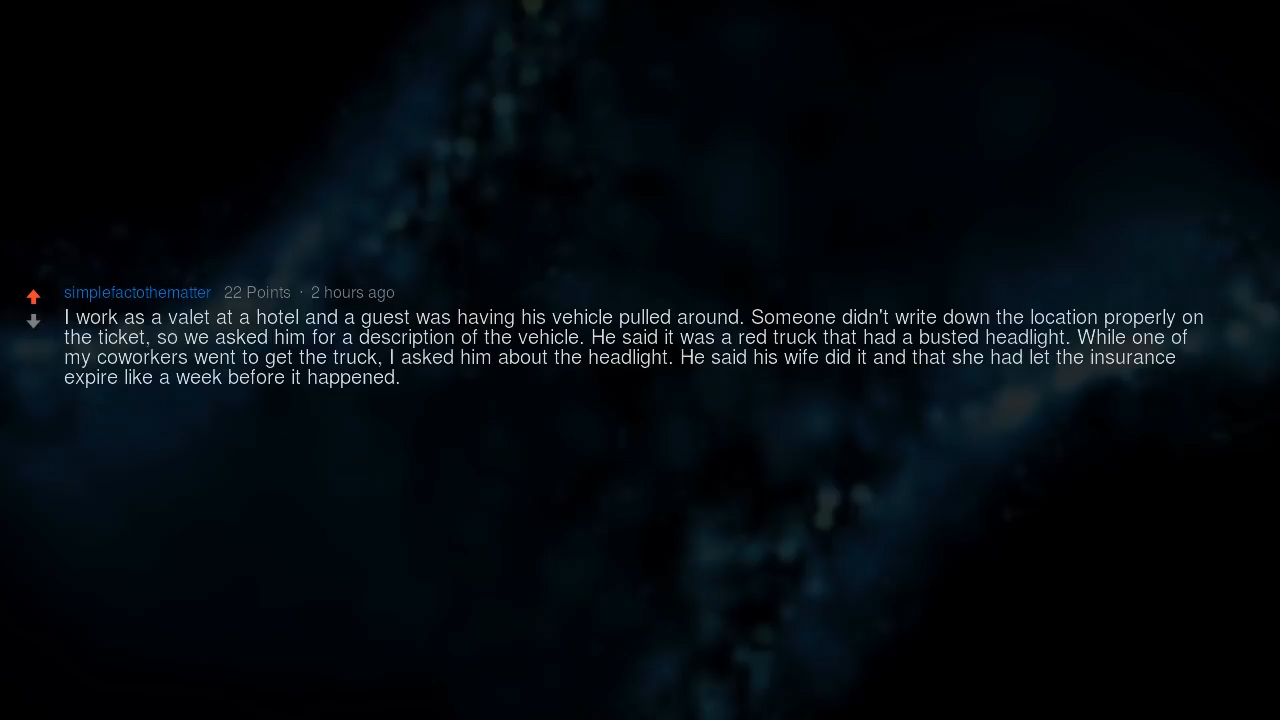 simplefactothematter 22 Points · 2 hours ago
I work as a valet at a hotel and a guest was having his vehicle pulled around. Someone didn't write down the location properly on
the ticket, so we asked him for a description of the vehicle. He said it was a red truck that had a busted headlight. While one of
my coworkers went to get the truck, I asked him about the headlight. He said his wife did it and that she had let the insurance
expire like a week before it happened.